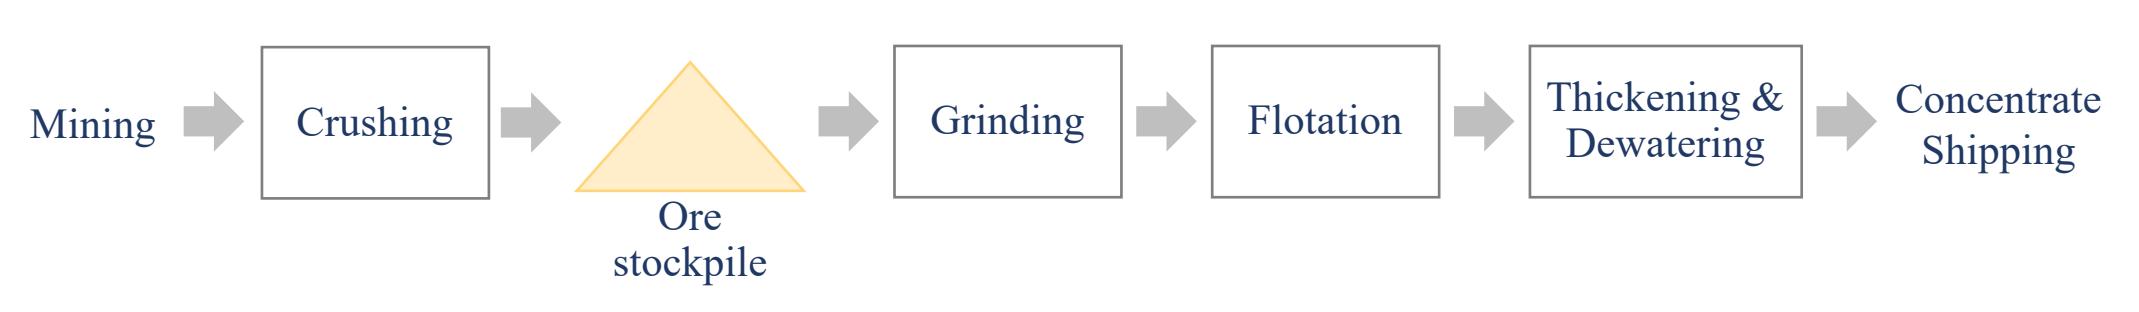 Mining
Crushing
Ore
stockpile
Grinding
Flotation
Thickening &
Dewatering
Concentrate
Shipping